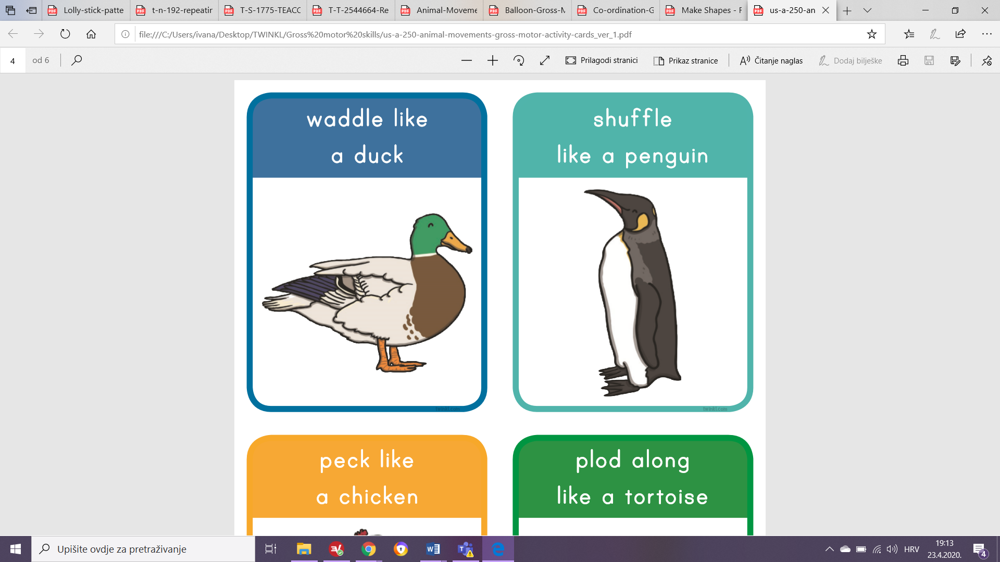 Lolly-stick-patte
t-n-192-repeatir
T-S-1775-TEACC
T-T-2544664-Re
Animal-Moveme
Balloon-Gross-M
Co-ordination-G
Make Shapes - F
us-a-250-an
file:///C:/Users/ivana/Desktop/TWINKL/Gross%20motor%20skills/us-a-250-animal-movements-gross-motor-activity-cards_ver_1.pdf
4 od 6
Prilagodi stranici
Prikaz stranice
Čitanje naglas
Dodaj bilješke
waddle like
a duck
twinkl.com
shuffle
like a penguin
twinkl.com
peck like
a chicken
plod along
like a tortoise
Upišite ovdje za pretraživanje
HRV
19:13
23.4.2020.
4